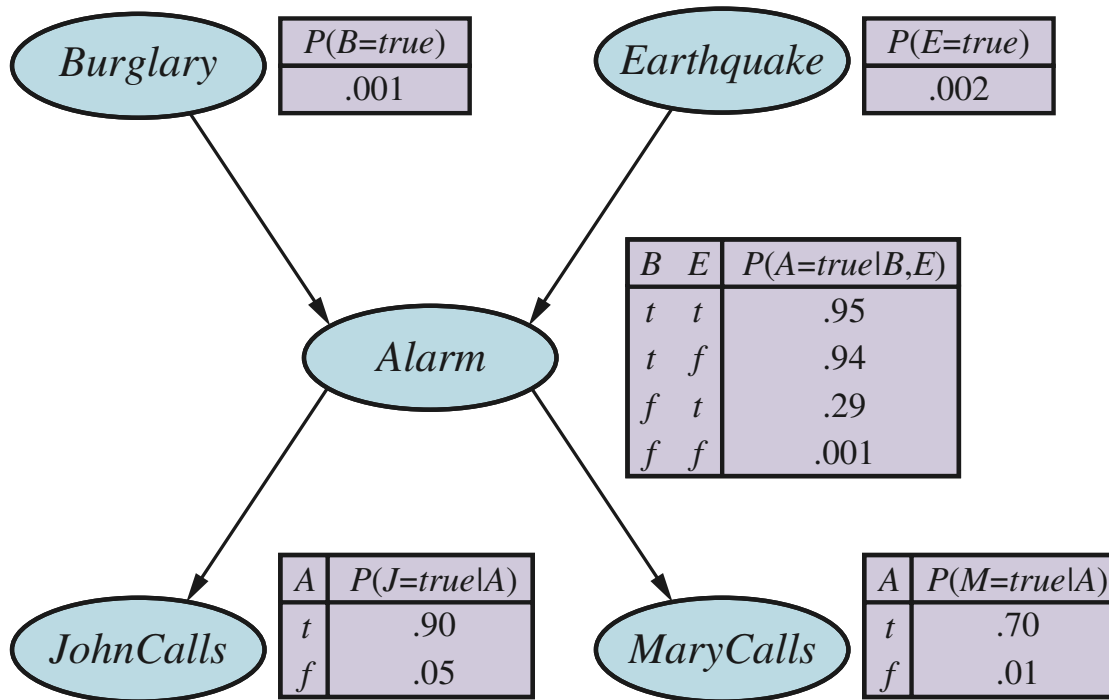 Burglary
P(B=true)
.001
Earthquake
P(E=true)
.002
B E P(A=true|B,E)
t t .95
t f .94
f t .29
f f .001
Alarm
JohnCalls
A P(J=true|A)
t .90
f .05
MaryCalls
A P(M=true|A)
t .70
f .01